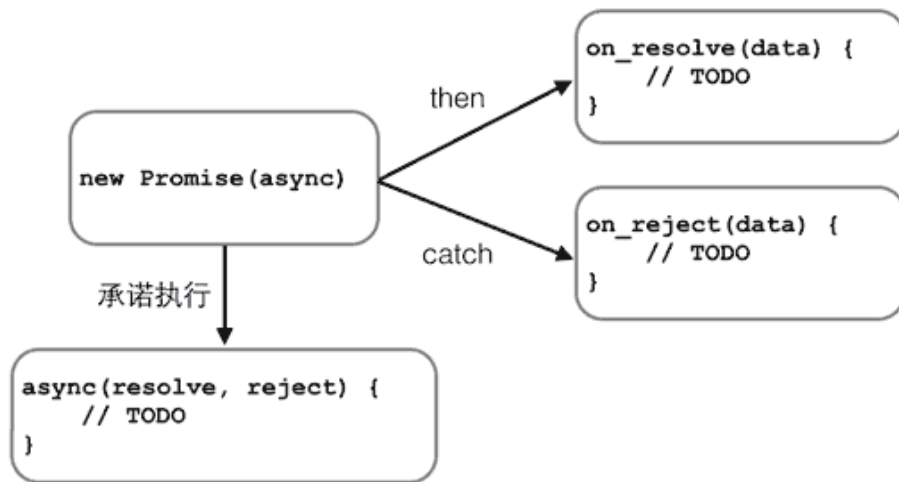 on_resolve(data) {
    // TODO
}
then
new Promise(async)
on_reject(data) {
    // TODO
}
catch
承诺执行
async(resolve, reject) {
    // TODO
}